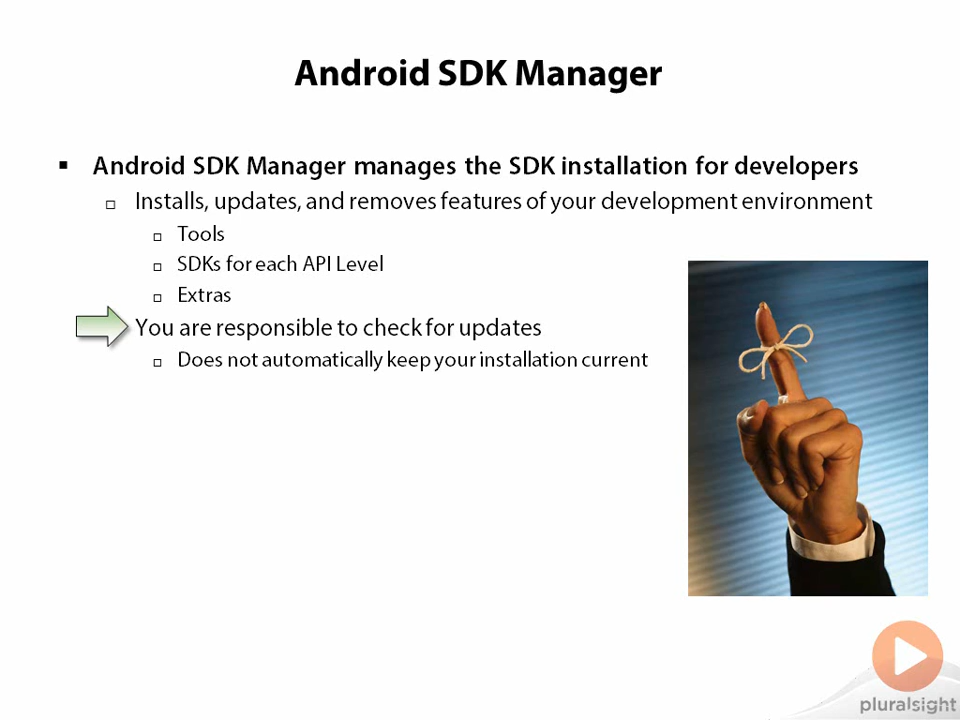 Android SDK Manager
Android SDK Manager manages the SDK installation for developers
Installs, updates, and removes features of your development environment
Tools
SDKs for each API Level
Extras
You are responsible to check for updates
Does not automatically keep your installation current
pluralsight